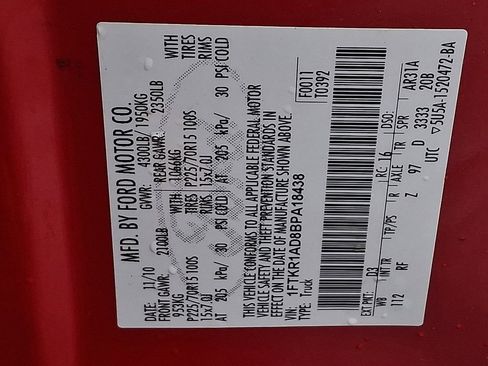 MFD. BY FORD MOTOR CO.
DATE: 11/10 GVWR: 4300LB/ 1950KG
FRONT GAWR: 2100LB REAR GAWR: 2350LB
953KG 1066KG WITH
P225/70R15 100S P225/70R15 100S TIRES
15x7.0J 15x7.0J RIMS
AT 205 kPa/ 30 PSI COLD AT 205 kPa/ 30 PSI COLD
WITH
TIRES
RIMS
THIS VEHICLE CONFORMS TO ALL APPLICABLE FEDERAL MOTOR
VEHICLE SAFETY AND THEFT PREVENTION STANDARDS IN
EFFECT ON THE DATE OF MANUFACTURE SHOWN ABOVE.
VIN: 1FTKR1AD8BPA18438
TYPE: Truck
F0011
T0392
EXT PNT: D3 RC: 16 DSO:
WB INT TR TP/PS R AXLE TR SPR AR3TA
112 RF Z 97 D 3333 20B
UTC ▽5U5A-1520472-BA